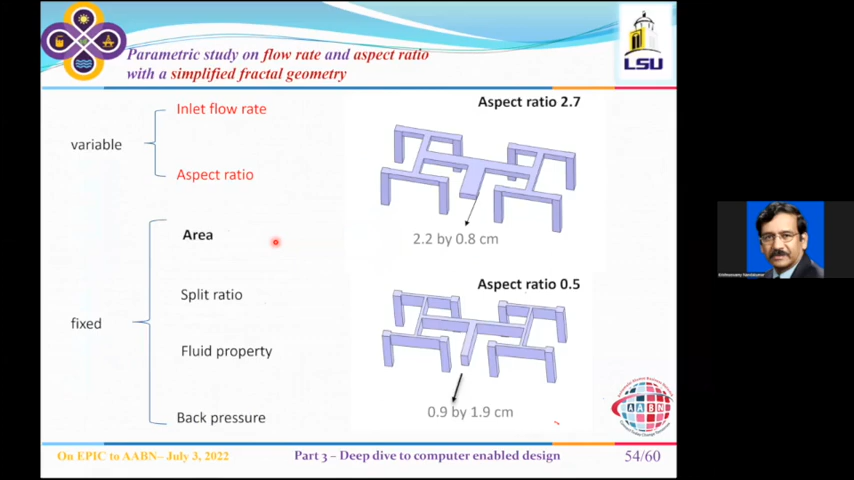 Parametric study on flow rate and aspect ratio
with a simplified fractal geometry
LSU
Inlet flow rate
variable
Aspect ratio
Area
Split ratio
fixed
Fluid property
Back pressure
Aspect ratio 2.7
2.2 by 0.8 cm
Aspect ratio 0.5
0.9 by 1.9 cm
AABN
On EPIC to AABN– July 3, 2022
Part 3 – Deep dive to computer enabled design
54/60